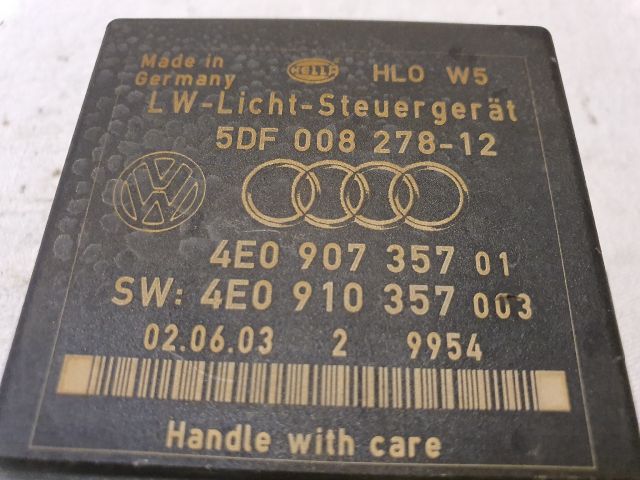 Made in
Germany
HELLA
HLO W5
LW-Licht-Steuergerät
5DF 008 278-12
4E0 907 357 01
SW: 4E0 910 357 003
02.06.03 2 9954
Handle with care